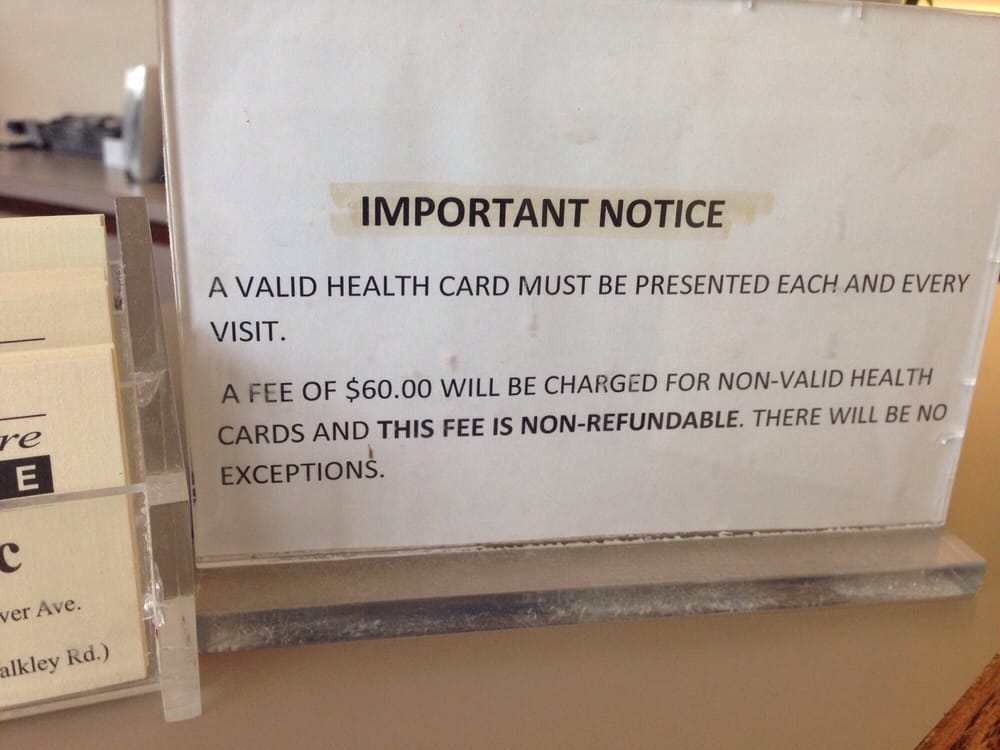 IMPORTANT NOTICE
A VALID HEALTH CARD MUST BE PRESENTED EACH AND EVERY
VISIT.
A FEE OF $60.00 WILL BE CHARGED FOR NON-VALID HEALTH
CARDS AND THIS FEE IS NON-REFUNDABLE. THERE WILL BE NO
EXCEPTIONS.
re
E
c
ver Ave.
alkley Rd.)